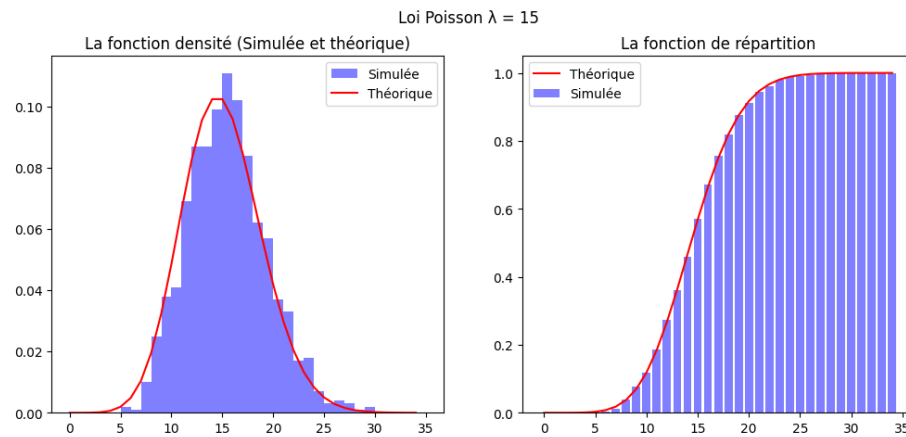 Loi Poisson λ = 15
La fonction densité (Simulée et théorique)
Simulée
Théorique
0.10
0.08
0.06
0.04
0.02
0.00
0 5 10 15 20 25 30 35
La fonction de répartition
Théorique
Simulée
1.0
0.8
0.6
0.4
0.2
0.0
0 5 10 15 20 25 30 35